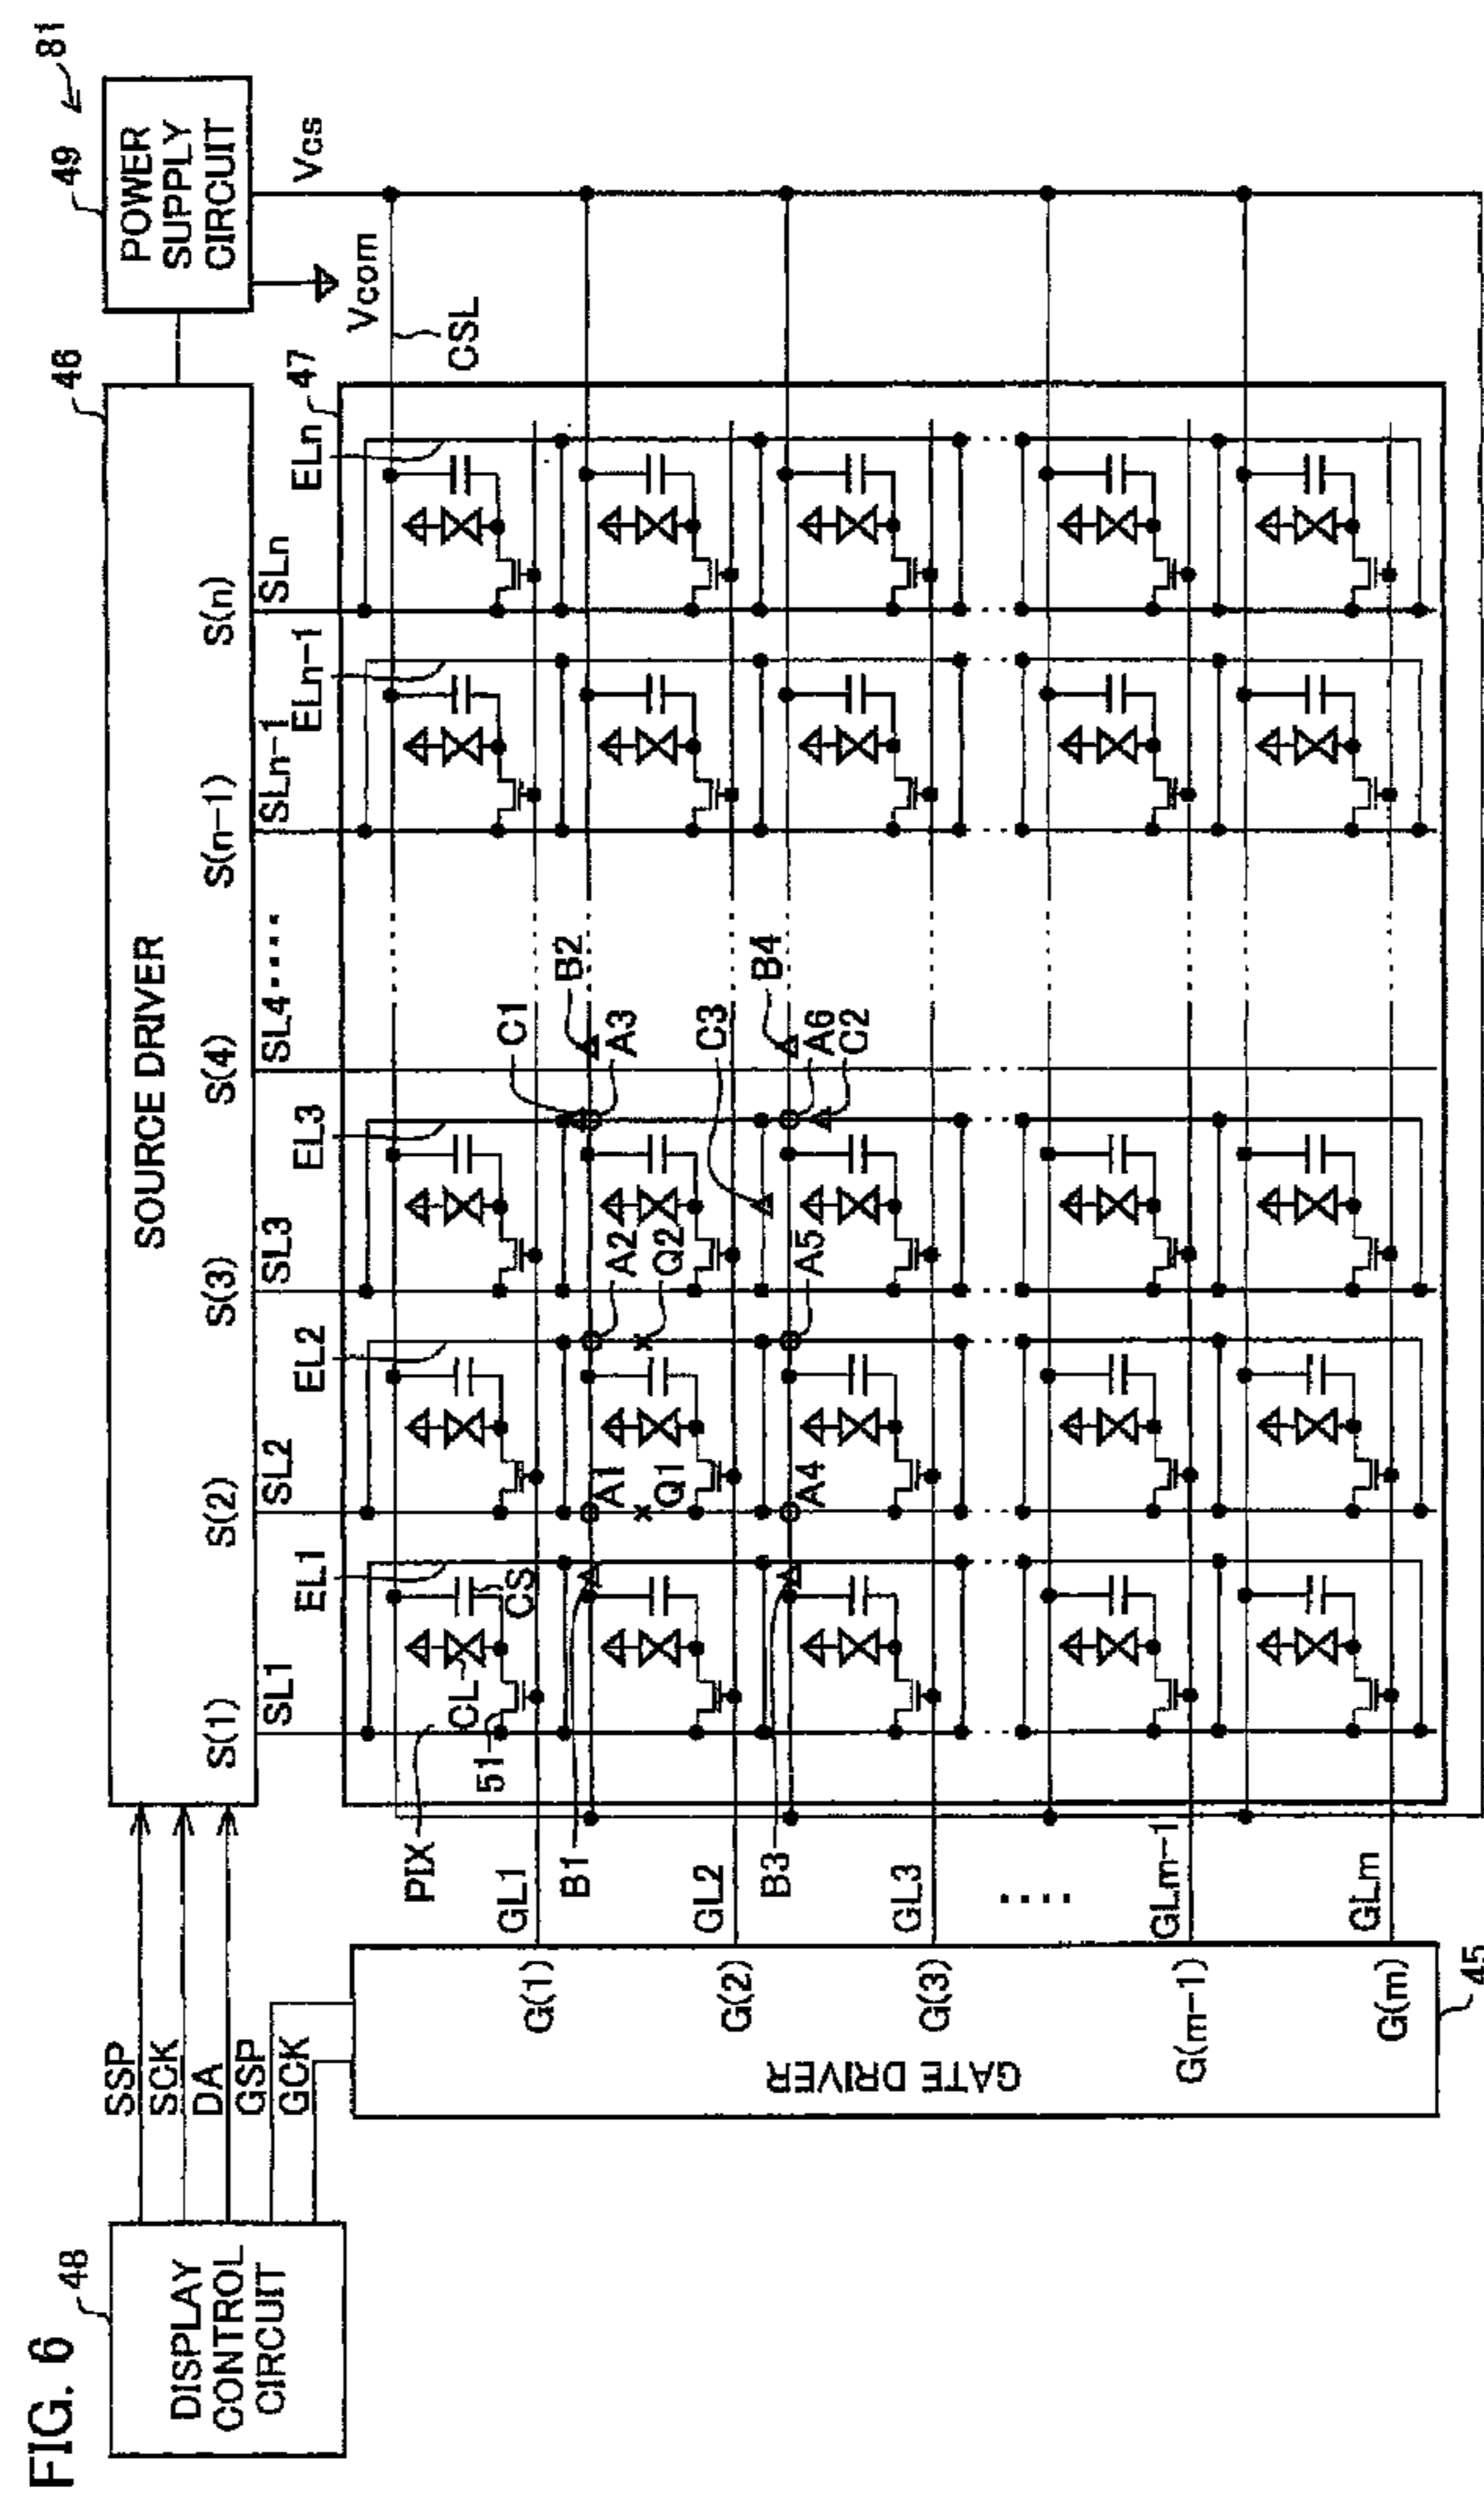 FIG. 6
81
48
DISPLAY
CONTROL
CIRCUIT
SSP
SCK
DA
GSP
GCK
46
SOURCE DRIVER
49
POWER
SUPPLY
CIRCUIT
S(1)
S(2)
S(3)
S(4)
S(n-1)
S(n)
SL1
SL2
SL3
SL4
SLn-1
SLn
EL1
EL2
EL3
ELn-1
ELn
47
Vcom
Vcs
CSL
PIX
CL
CS
51
GL1
B1
GL2
B3
GL3
GLm-1
GLm
A1
Q1
A4
A2
Q2
A5
C1
A3
C3
A6
C2
B2
B4
GATE DRIVER
G(1)
G(2)
G(3)
G(m-1)
G(m)
45